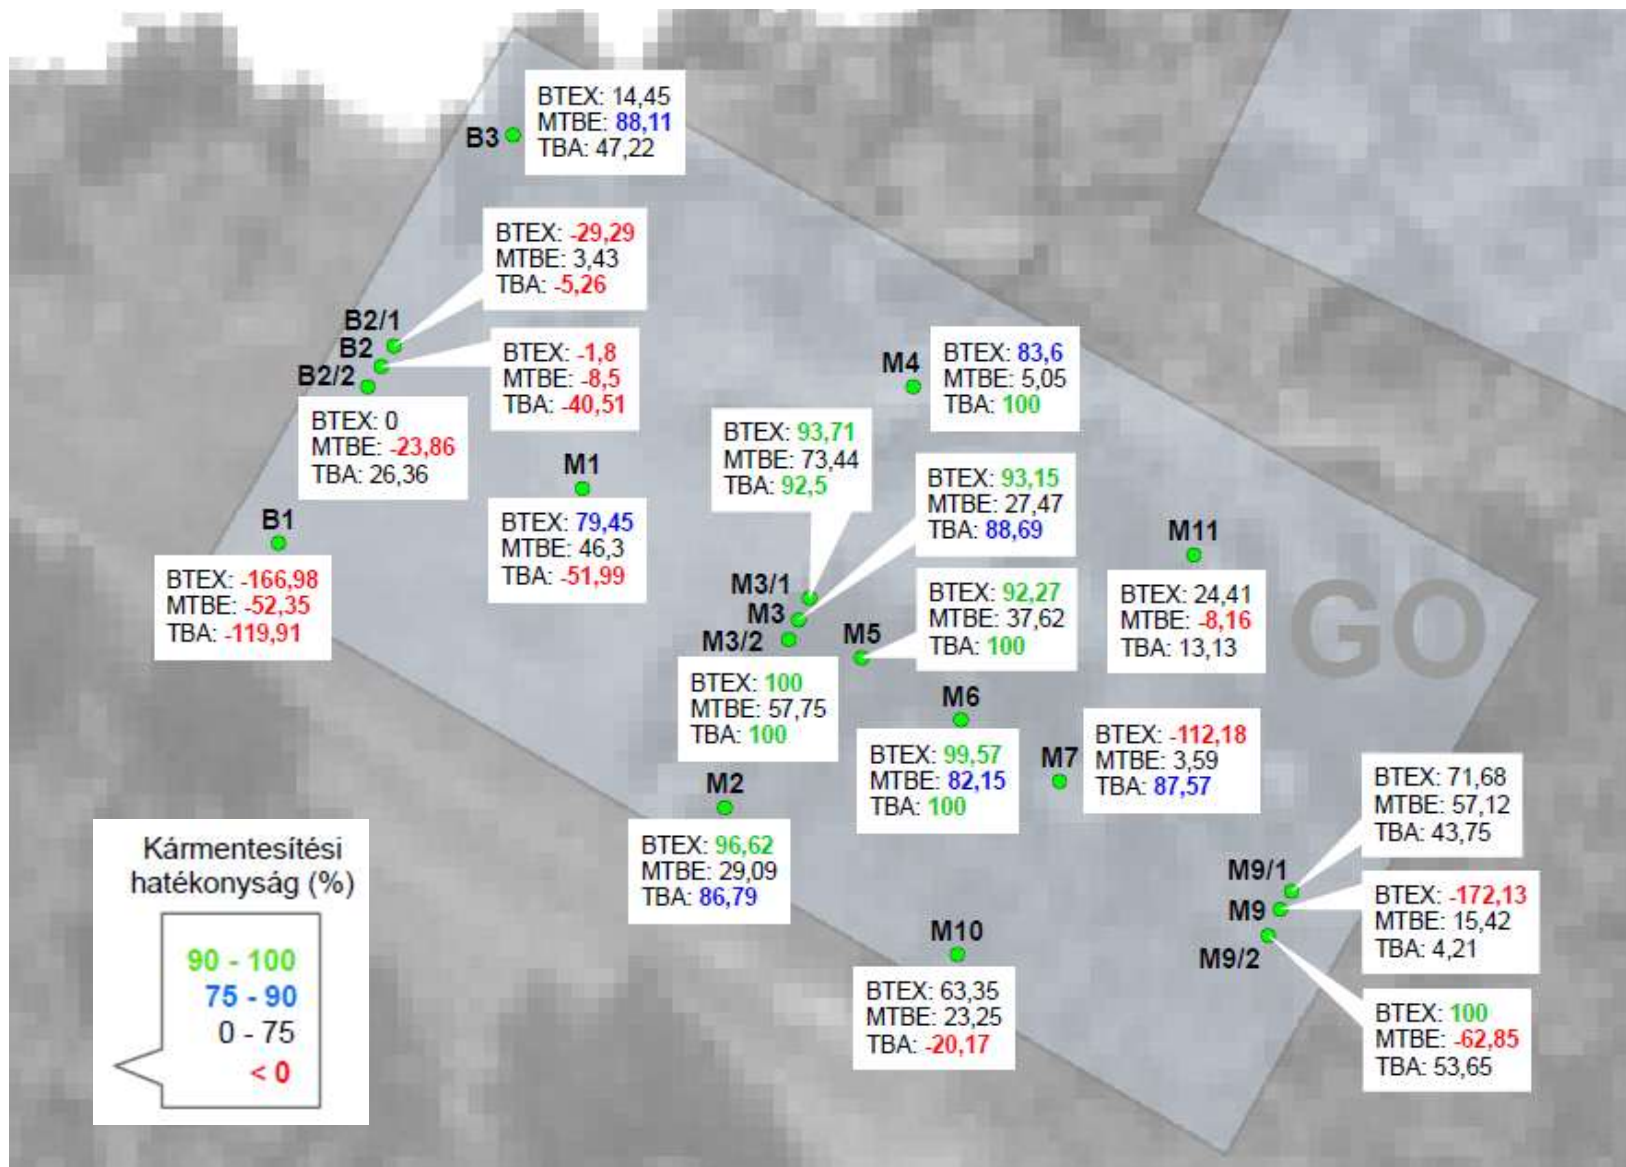 B3
BTEX: 14,45
MTBE: 88,11
TBA: 47,22
BTEX: -29,29
MTBE: 3,43
TBA: -5,26
B2/1
B2
B2/2
BTEX: -1,8
MTBE: -8,5
TBA: -40,51
BTEX: 0
MTBE: -23,86
TBA: 26,36
M4
BTEX: 83,6
MTBE: 5,05
TBA: 100
BTEX: 93,71
MTBE: 73,44
TBA: 92,5
M1
BTEX: 79,45
MTBE: 46,3
TBA: -51,99
BTEX: 93,15
MTBE: 27,47
TBA: 88,69
B1
BTEX: -166,98
MTBE: -52,35
TBA: -119,91
M11
BTEX: 24,41
MTBE: -8,16
TBA: 13,13
GO
M3/1
M3
M3/2
M5
BTEX: 92,27
MTBE: 37,62
TBA: 100
BTEX: 100
MTBE: 57,75
TBA: 100
M6
BTEX: 99,57
MTBE: 82,15
TBA: 100
M7
BTEX: -112,18
MTBE: 3,59
TBA: 87,57
M2
BTEX: 96,62
MTBE: 29,09
TBA: 86,79
BTEX: 71,68
MTBE: 57,12
TBA: 43,75
M9/1
M9
M9/2
BTEX: -172,13
MTBE: 15,42
TBA: 4,21
M10
BTEX: 63,35
MTBE: 23,25
TBA: -20,17
BTEX: 100
MTBE: -62,85
TBA: 53,65
Kármentesítési
hatékonyság (%)
90 - 100
75 - 90
0 - 75
< 0